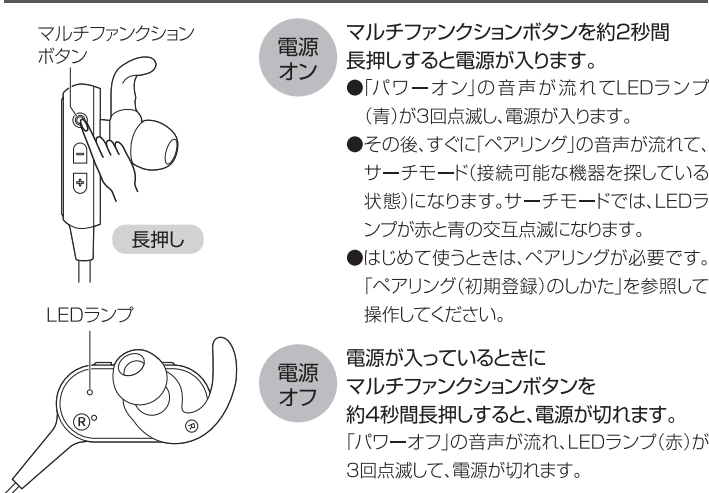 マルチファンクション
ボタン
長押し
LEDランプ
R
R
電源
オン
マルチファンクションボタンを約2秒間
長押しすると電源が入ります。
●「パワーオン」の音声が流れてLEDランプ
(青)が3回点滅し、電源が入ります。
●その後、すぐに「ペアリング」の音声が流れて、
サーチモード(接続可能な機器を探している
状態)になります。サーチモードでは、LEDラ
ンプが赤と青の交互点滅になります。
●はじめて使うときは、ペアリングが必要です。
「ペアリング(初期登録)のしかた」を参照して
操作してください。
電源
オフ
電源が入っているときに
マルチファンクションボタンを
約4秒間長押しすると、電源が切れます。
「パワーオフ」の音声が流れ、LEDランプ(赤)が
3回点滅して、電源が切れます。